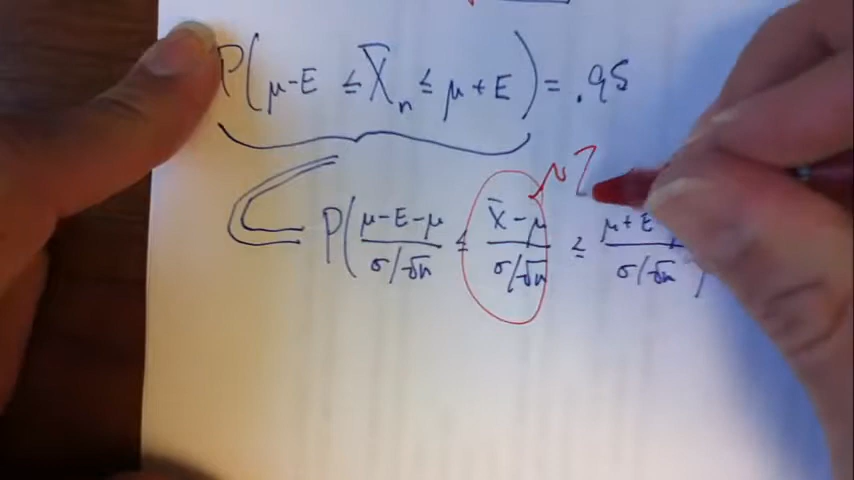 P(μ-E ≤ X̄n ≤ μ+E) = .95
~ Z
P( (μ-E-μ)/(σ/√n) ≤ (X̄-μ)/(σ/√n) ≤ (μ+E)/(σ/√n)